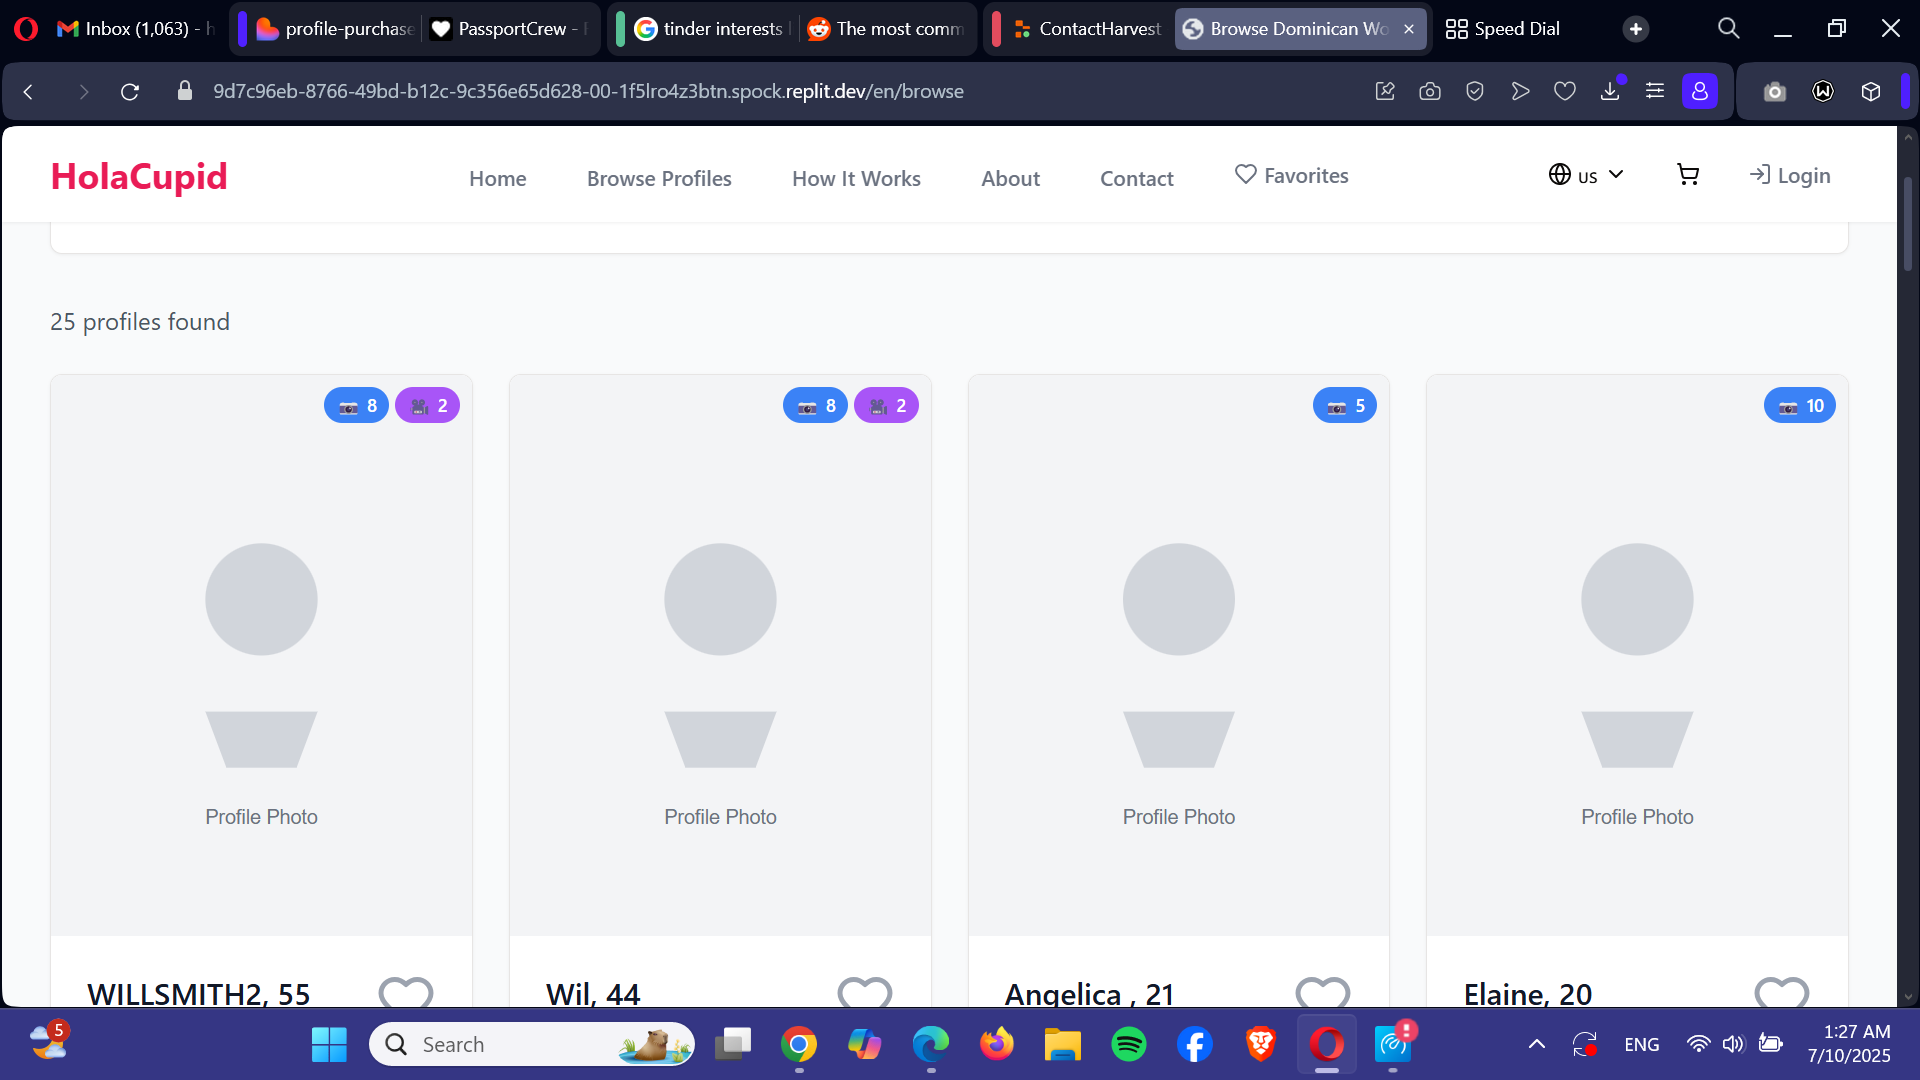 Inbox (1,063) - h
profile-purchase
PassportCrew - F
tinder interests l
The most comm
ContactHarvest
Browse Dominican Wo
Speed Dial
9d7c96eb-8766-49bd-b12c-9c356e65d628-00-1f5lro4z3btn.spock.replit.dev/en/browse
HolaCupid
Home
Browse Profiles
How It Works
About
Contact
Favorites
us
Login
25 profiles found
8
2
8
2
5
10
Profile Photo
Profile Photo
Profile Photo
Profile Photo
WILLSMITH2, 55
Wil, 44
Angelica , 21
Elaine, 20
5
Search
ENG
1:27 AM
7/10/2025